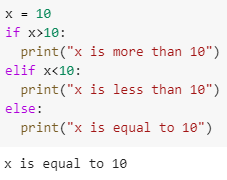 x = 10
if x>10:
  print("x is more than 10")
elif x<10:
  print("x is less than 10")
else:
  print("x is equal to 10")
x is equal to 10